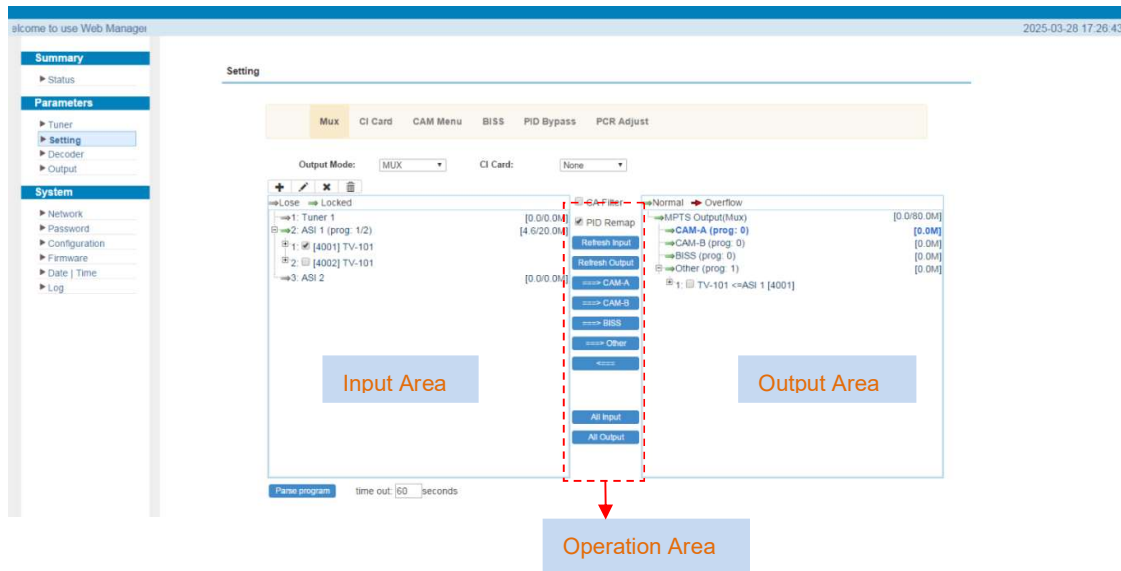 elcome to use Web Manager
2025-03-28 17:26:43
Summary
Status
Parameters
Tuner
Setting
Decoder
Output
System
Network
Password
Configuration
Firmware
Date | Time
Log
Setting
Mux CI Card CAM Menu BISS PID Bypass PCR Adjust
Output Mode: MUX CI Card: None
Lose Locked
1: Tuner 1 [0.0/0.0M]
2: ASI 1 (prog: 1/2) [4.6/20.0M]
1: [4001] TV-101
2: [4002] TV-101
3: ASI 2 [0.0/0.0M]
Input Area
CA Filter
PID Remap
Refresh Input
Refresh Output
===> CAM-A
===> CAM-B
===> BISS
===> Other
<===
All Input
All Output
Normal Overflow
MPTS Output(Mux) [0.0/80.0M]
CAM-A (prog: 0) [0.0M]
CAM-B (prog: 0) [0.0M]
BISS (prog: 0) [0.0M]
Other (prog: 1) [0.0M]
1: TV-101 <=ASI 1 [4001]
Output Area
Parse program time out: 60 seconds
Operation Area